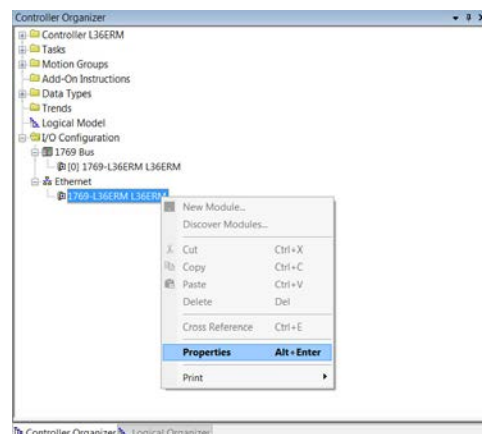 Controller Organizer
Controller L36ERM
Tasks
Motion Groups
Add-On Instructions
Data Types
Trends
Logical Model
I/O Configuration
1769 Bus
[0] 1769-L36ERM L36ERM
Ethernet
1769-L36ERM L36ERM
New Module...
Discover Modules...
Cut Ctrl+X
Copy Ctrl+C
Paste Ctrl+V
Delete Del
Cross Reference Ctrl+E
Properties Alt+Enter
Print
Controller Organizer Logical Organizer